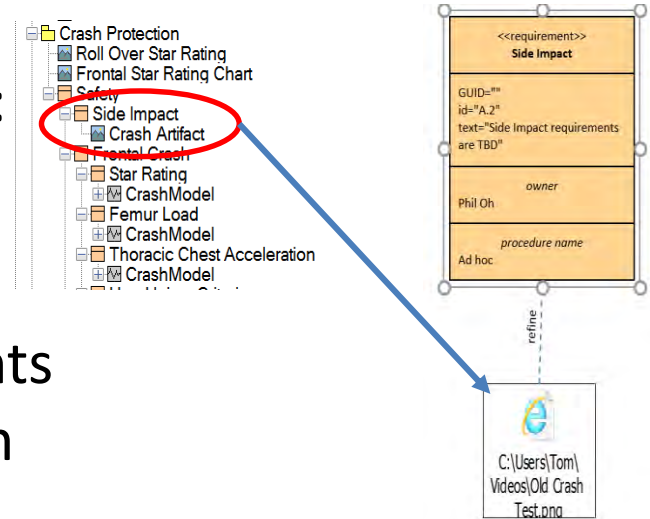 Crash Protection
Roll Over Star Rating
Frontal Star Rating Chart
Safety
Side Impact
Crash Artifact
Frontal Crash
Star Rating
CrashModel
Femur Load
CrashModel
Thoracic Chest Acceleration
CrashModel
:
nts
n
<<requirement>>
Side Impact
GUID=""
id="A.2"
text="Side Impact requirements
are TBD"
owner
Phil Oh
procedure name
Ad hoc
refine
C:\Users\Tom\
Videos\Old Crash
Test.png